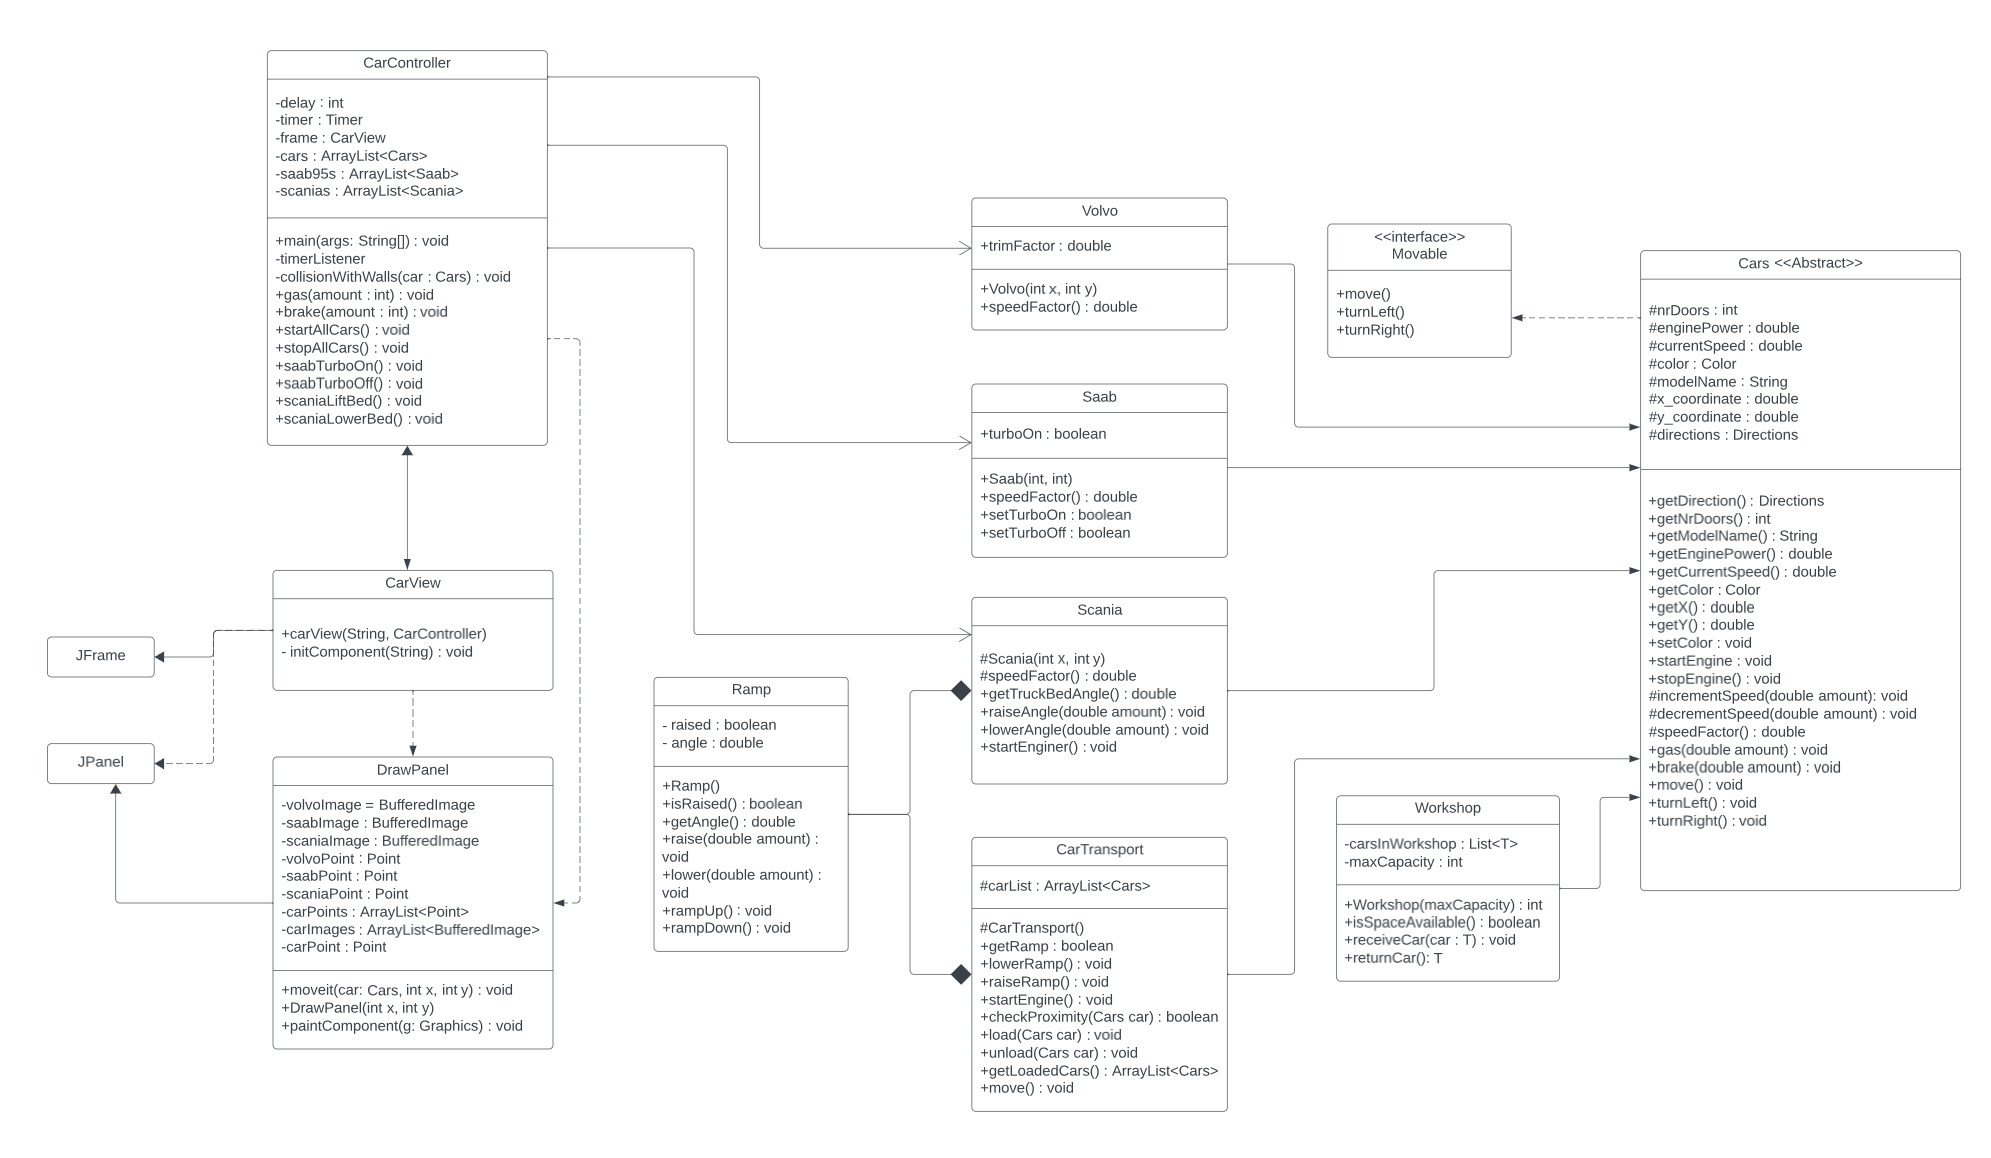 CarController
-delay : int
-timer : Timer
-frame : CarView
-cars : ArrayList<Cars>
-saab95s : ArrayList<Saab>
-scanias : ArrayList<Scania>
+main(args: String[]) : void
-timerListener
-collisionWithWalls(car : Cars) : void
+gas(amount : int) : void
+brake(amount : int) : void
+startAllCars() : void
+stopAllCars() : void
+saabTurboOn() : void
+saabTurboOff() : void
+scaniaLiftBed() : void
+scaniaLowerBed() : void
CarView
+carView(String, CarController)
- initComponent(String) : void
JFrame
JPanel
DrawPanel
-volvoImage = BufferedImage
-saabImage : BufferedImage
-scaniaImage : BufferedImage
-volvoPoint : Point
-saabPoint : Point
-scaniaPoint : Point
-carPoints : ArrayList<Point>
-carImages : ArrayList<BufferedImage>
-carPoint : Point
+moveit(car: Cars, int x, int y) : void
+DrawPanel(int x, int y)
+paintComponent(g: Graphics) : void
Ramp
- raised : boolean
- angle : double
+Ramp()
+isRaised() : boolean
+getAngle() : double
+raise(double amount) :
void
+lower(double amount) :
void
+rampUp() : void
+rampDown() : void
Volvo
+trimFactor : double
+Volvo(int x, int y)
+speedFactor() : double
Saab
+turboOn : boolean
+Saab(int, int)
+speedFactor() : double
+setTurboOn : boolean
+setTurboOff : boolean
Scania
#Scania(int x, int y)
#speedFactor() : double
+getTruckBedAngle() : double
+raiseAngle(double amount) : void
+lowerAngle(double amount) : void
+startEnginer() : void
CarTransport
#carList : ArrayList<Cars>
#CarTransport()
+getRamp : boolean
+lowerRamp() : void
+raiseRamp() : void
+startEngine() : void
+checkProximity(Cars car) : boolean
+load(Cars car) : void
+unload(Cars car) : void
+getLoadedCars() : ArrayList<Cars>
+move() : void
<<interface>>
Movable
+move()
+turnLeft()
+turnRight()
Workshop
-carsInWorkshop : List<T>
-maxCapacity : int
+Workshop(maxCapacity) : int
+isSpaceAvailable() : boolean
+receiveCar(car : T) : void
+returnCar(): T
Cars <<Abstract>>
#nrDoors : int
#enginePower : double
#currentSpeed : double
#color : Color
#modelName : String
#x_coordinate : double
#y_coordinate : double
#directions : Directions
+getDirection() : Directions
+getNrDoors() : int
+getModelName() : String
+getEnginePower() : double
+getCurrentSpeed() : double
+getColor : Color
+getX() : double
+getY() : double
+setColor : void
+startEngine : void
+stopEngine() : void
#incrementSpeed(double amount): void
#decrementSpeed(double amount) : void
#speedFactor() : double
+gas(double amount) : void
+brake(double amount) : void
+move() : void
+turnLeft() : void
+turnRight() : void